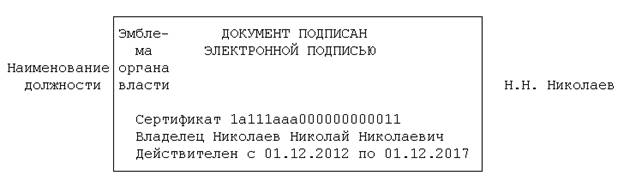 Эмбле- ДОКУМЕНТ ПОДПИСАН
ма ЭЛЕКТРОННОЙ ПОДПИСЬЮ
Наименование органа
должности власти Н.Н. Николаев
Сертификат 1а111ааа000000000011
Владелец Николаев Николай Николаевич
Действителен с 01.12.2012 по 01.12.2017